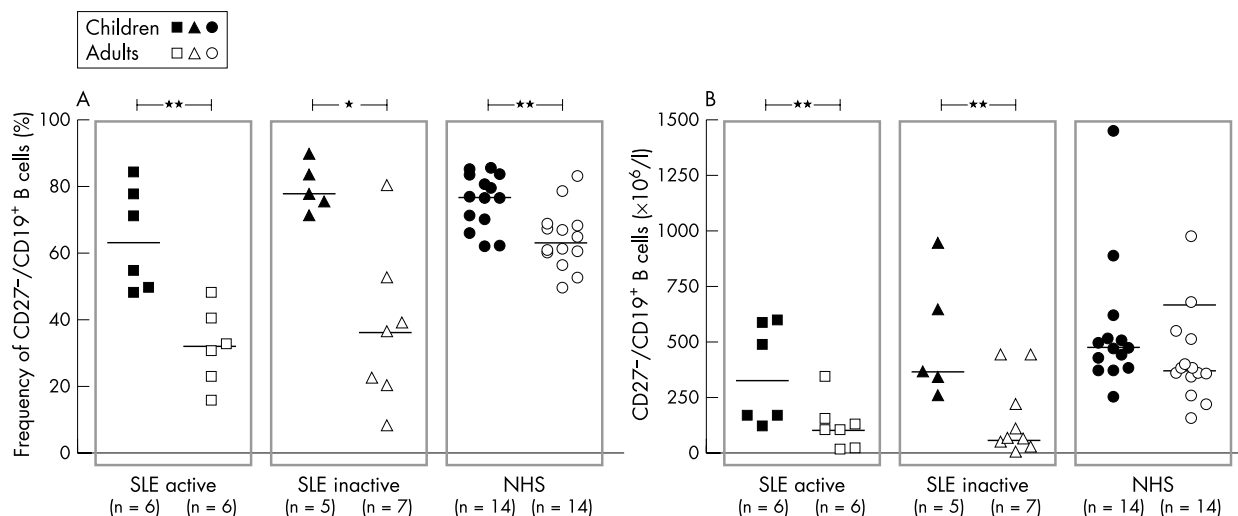 Children ■ ▲ ●
Adults □ △ ○
A
★★
★
★★
Frequency of CD27–/CD19+ B cells (%)
100
80
60
40
20
0
SLE active
(n = 6) (n = 6)
SLE inactive
(n = 5) (n = 7)
NHS
(n = 14) (n = 14)
B
★★
★★
CD27–/CD19+ B cells (×10⁶/l)
1500
1250
1000
750
500
250
0
SLE active
(n = 6) (n = 6)
SLE inactive
(n = 5) (n = 7)
NHS
(n = 14) (n = 14)